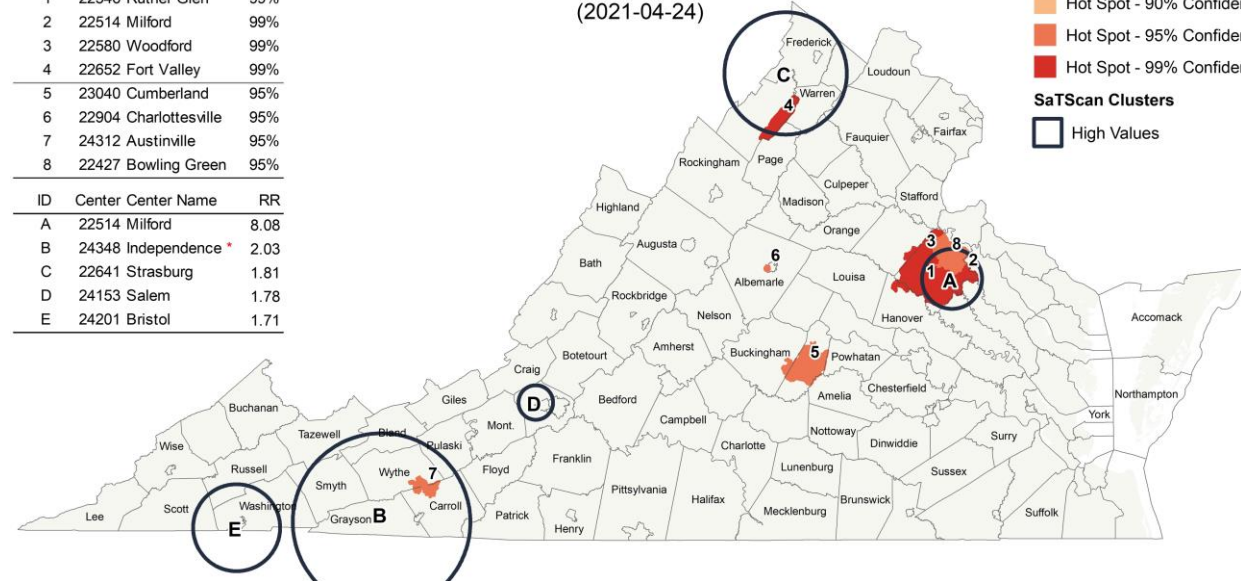 1 22546 Ruther Glen 99%
2 22514 Milford 99%
3 22580 Woodford 99%
4 22652 Fort Valley 99%
5 23040 Cumberland 95%
6 22904 Charlottesville 95%
7 24312 Austinville 95%
8 22427 Bowling Green 95%
ID Center Center Name RR
A 22514 Milford 8.08
B 24348 Independence * 2.03
C 22641 Strasburg 1.81
D 24153 Salem 1.78
E 24201 Bristol 1.71
(2021-04-24)
Hot Spot - 90% Confiden
Hot Spot - 95% Confiden
Hot Spot - 99% Confiden
SaTScan Clusters
High Values
Frederick
C
Loudoun
4
Warren
Fauquier
Fairfax
Rockingham
Page
Culpeper
Madison
Stafford
Highland
Orange
Augusta
3
8
6
2
Bath
Albemarle
Louisa
1
A
Rockbridge
Nelson
Hanover
Accomack
Amherst
Buckingham
5
Powhatan
Botetourt
Craig
Amelia
Chesterfield
Northampton
Giles
D
Bedford
York
Buchanan
Campbell
Mont.
Nottoway
Tazewell
Bland
Pulaski
Charlotte
Dinwiddie
Surry
Wise
Russell
Wythe
7
Floyd
Franklin
Lunenburg
Sussex
Smyth
Pittsylvania
Halifax
Brunswick
Lee
Scott
Washington
Grayson
B
Carroll
Patrick
Henry
Mecklenburg
Suffolk
E